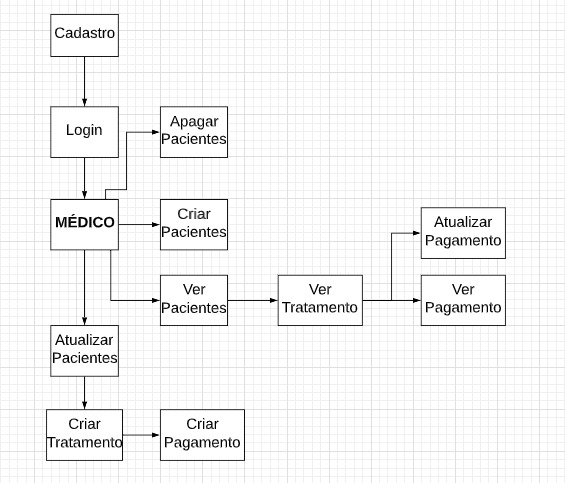 Cadastro
Login
Apagar
Pacientes
MÉDICO
Criar
Pacientes
Atualizar
Pagamento
Ver
Pacientes
Ver
Tratamento
Ver
Pagamento
Atualizar
Pacientes
Criar
Tratamento
Criar
Pagamento